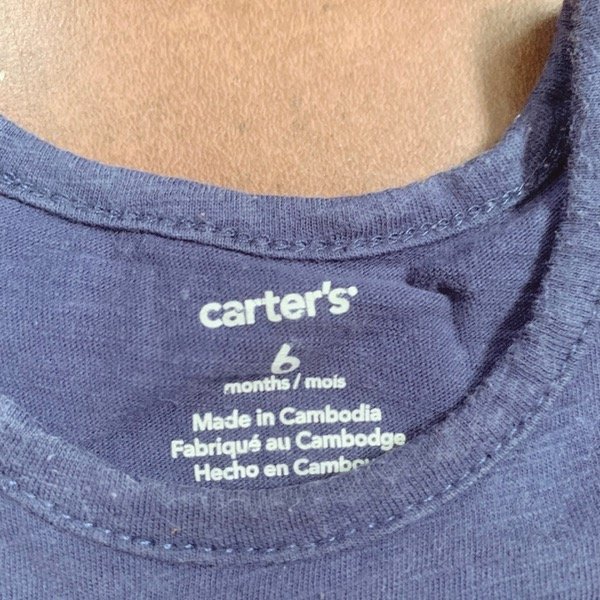 carter's
6
months / mois
Made in Cambodia
Fabriqué au Cambodge
Hecho en